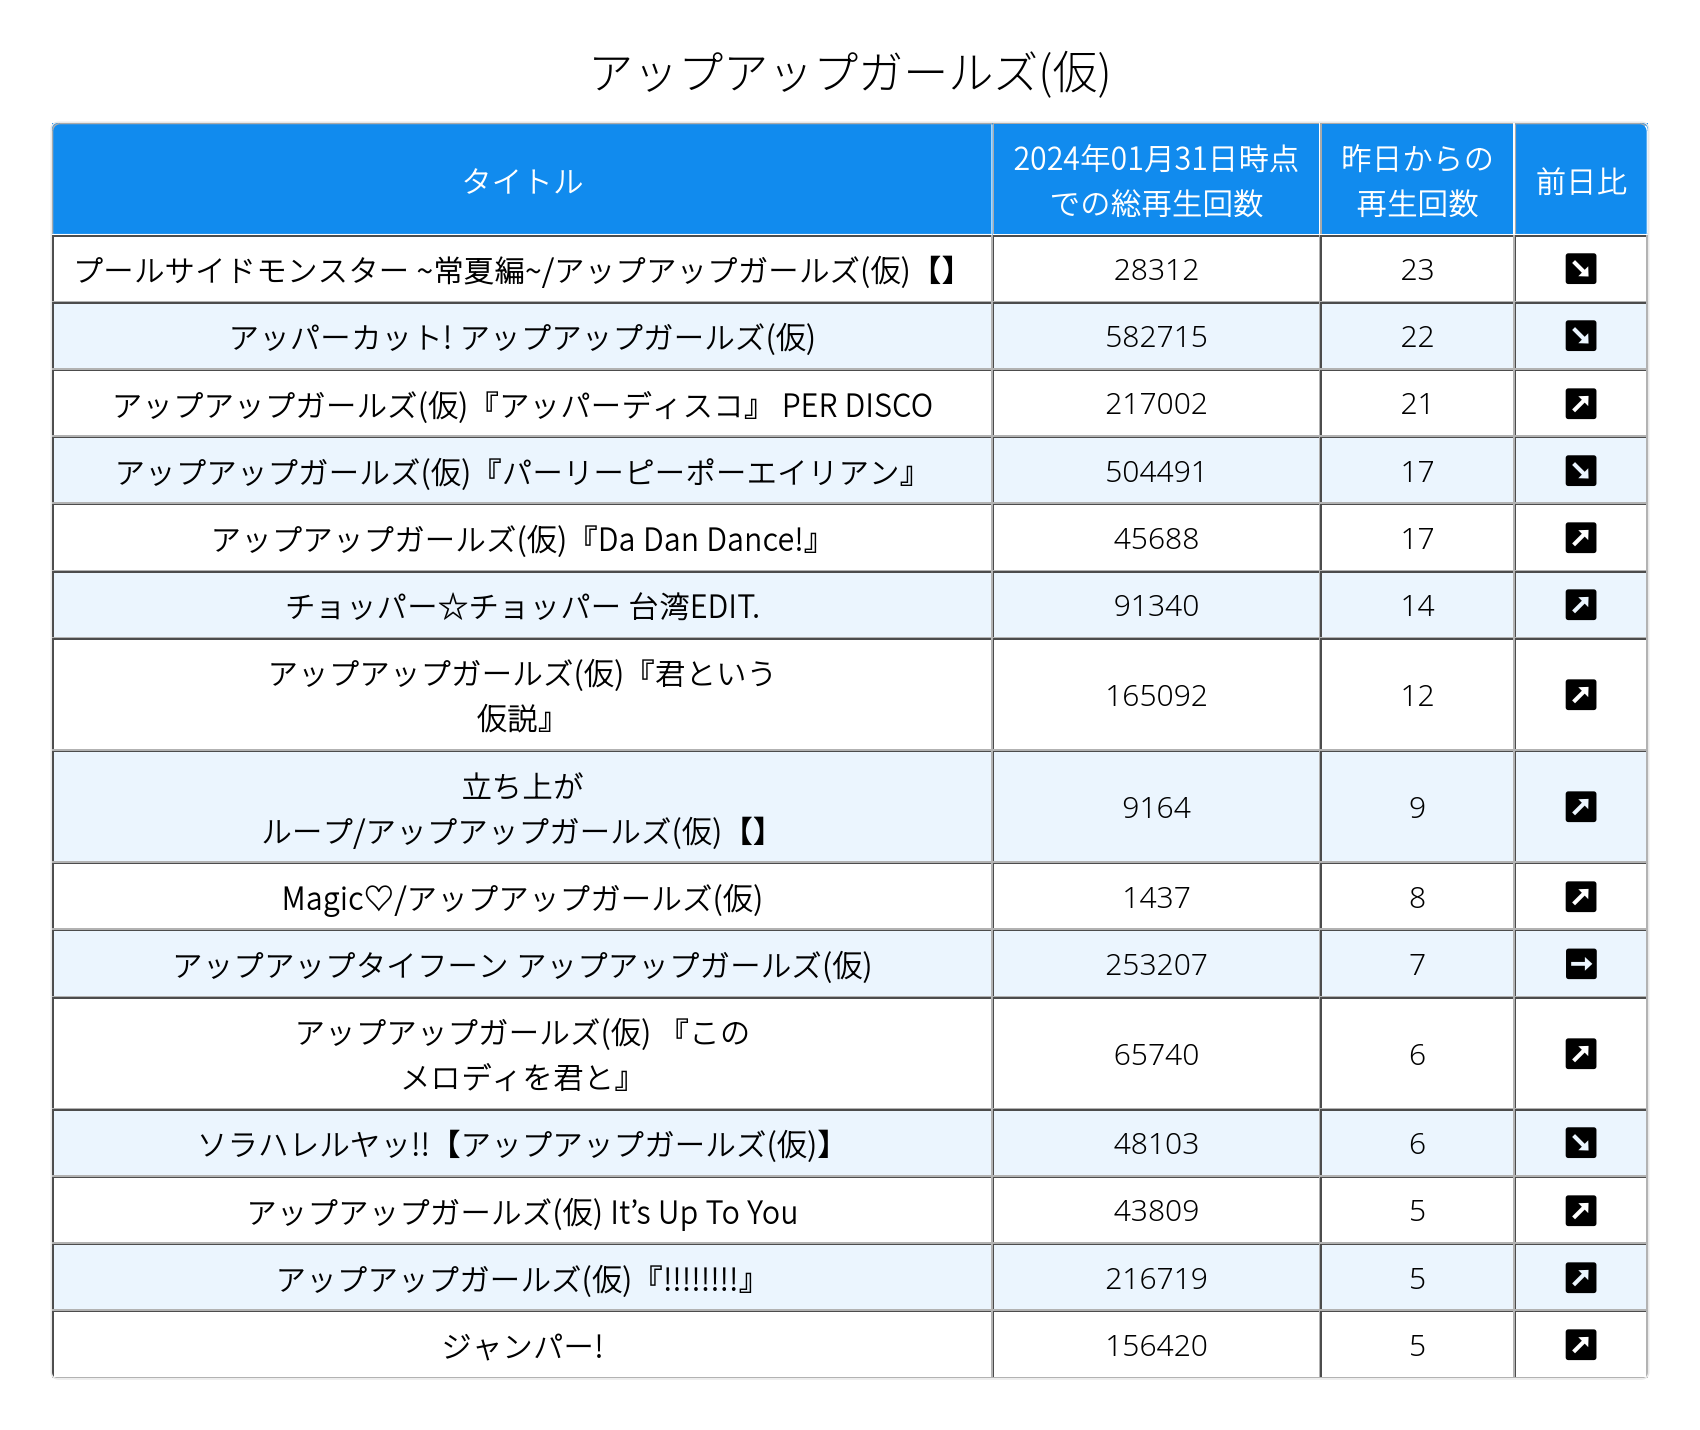 アップアップガールズ(仮)
タイトル
2024年01月31日時点
での総再生回数
昨日からの
再生回数
前日比
プールサイドモンスター ~常夏編~/アップアップガールズ(仮)【】
28312
23
アッパーカット! アップアップガールズ(仮)
582715
22
アップアップガールズ(仮)『アッパーディスコ』 PER DISCO
217002
21
アップアップガールズ(仮)『パーリーピーポーエイリアン』
504491
17
アップアップガールズ(仮)『Da Dan Dance!』
45688
17
チョッパー☆チョッパー 台湾EDIT.
91340
14
アップアップガールズ(仮)『君という
仮説』
165092
12
立ち上が
ループ/アップアップガールズ(仮)【】
9164
9
Magic♡/アップアップガールズ(仮)
1437
8
アップアップタイフーン アップアップガールズ(仮)
253207
7
アップアップガールズ(仮) 『この
メロディを君と』
65740
6
ソラハレルヤッ!!【アップアップガールズ(仮)】
48103
6
アップアップガールズ(仮) It’s Up To You
43809
5
アップアップガールズ(仮)『!!!!!!!!』
216719
5
ジャンパー!
156420
5